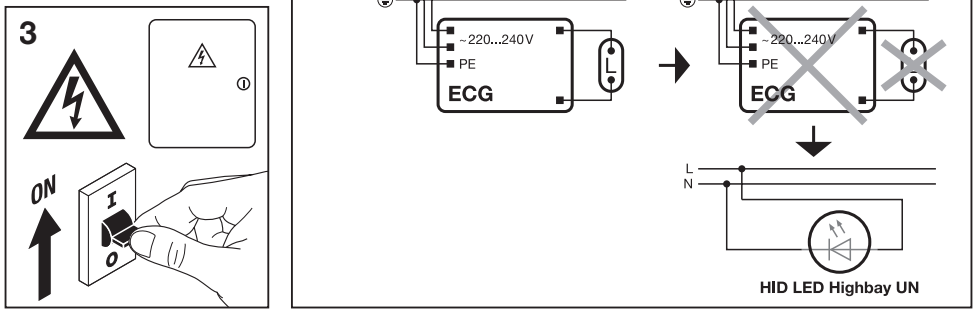 3
ON
I
O
~220...240V
PE
ECG
L
~220...240V
PE
ECG
L
N
HID LED Highbay UN